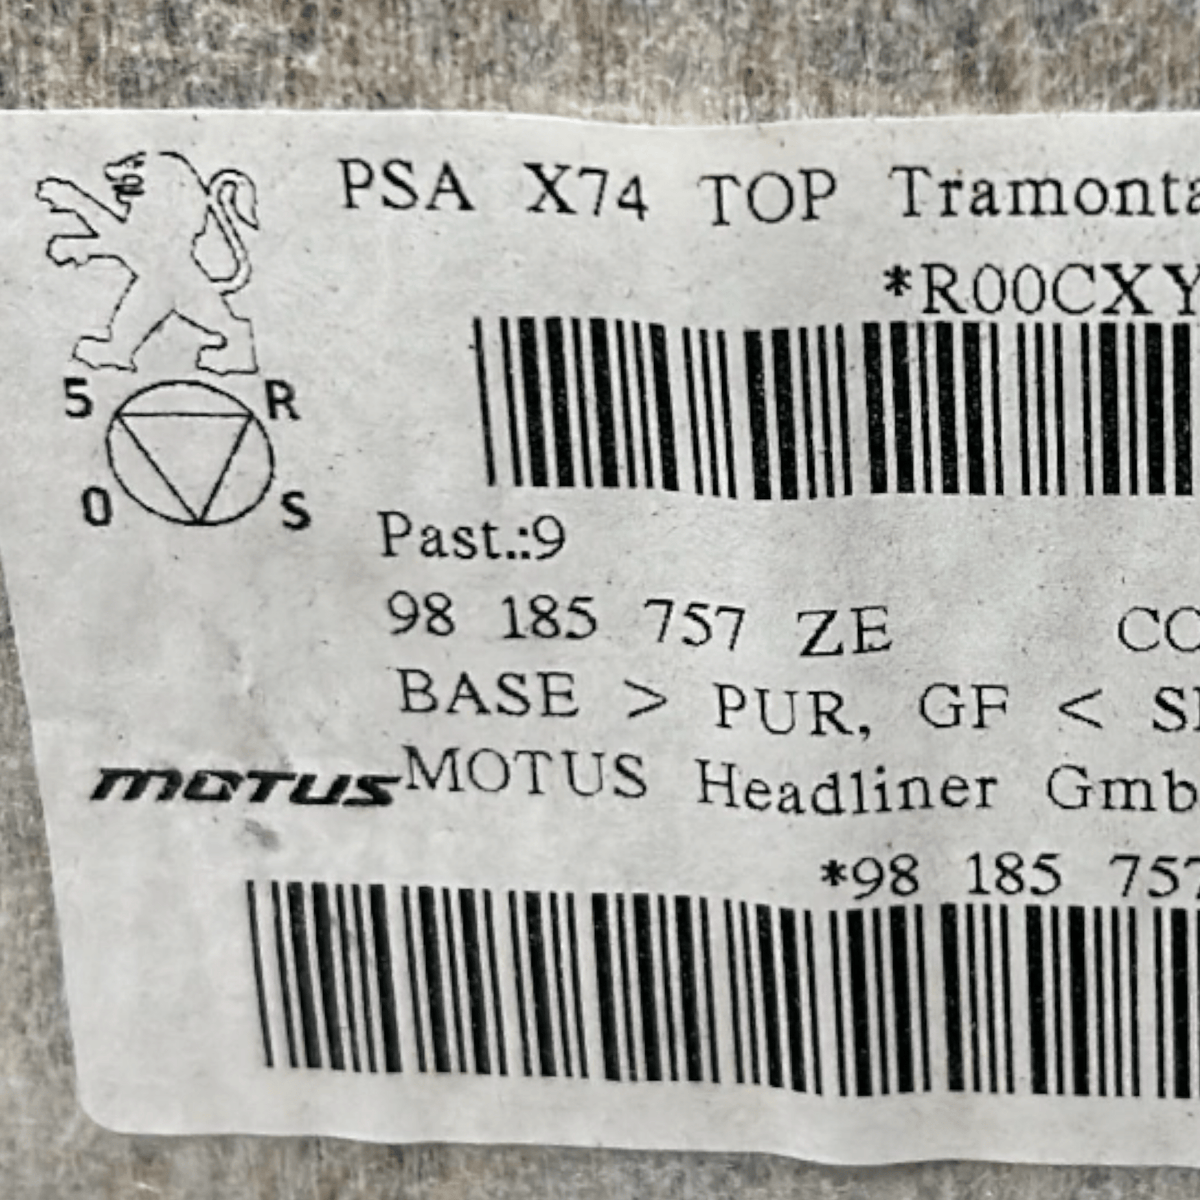 PSA X74 TOP Tramonta
*R00CXY
5 R
0 S
Past.:9
98 185 757 ZE CO
BASE > PUR, GF < S
MOTUS MOTUS Headliner Gmb
*98 185 757